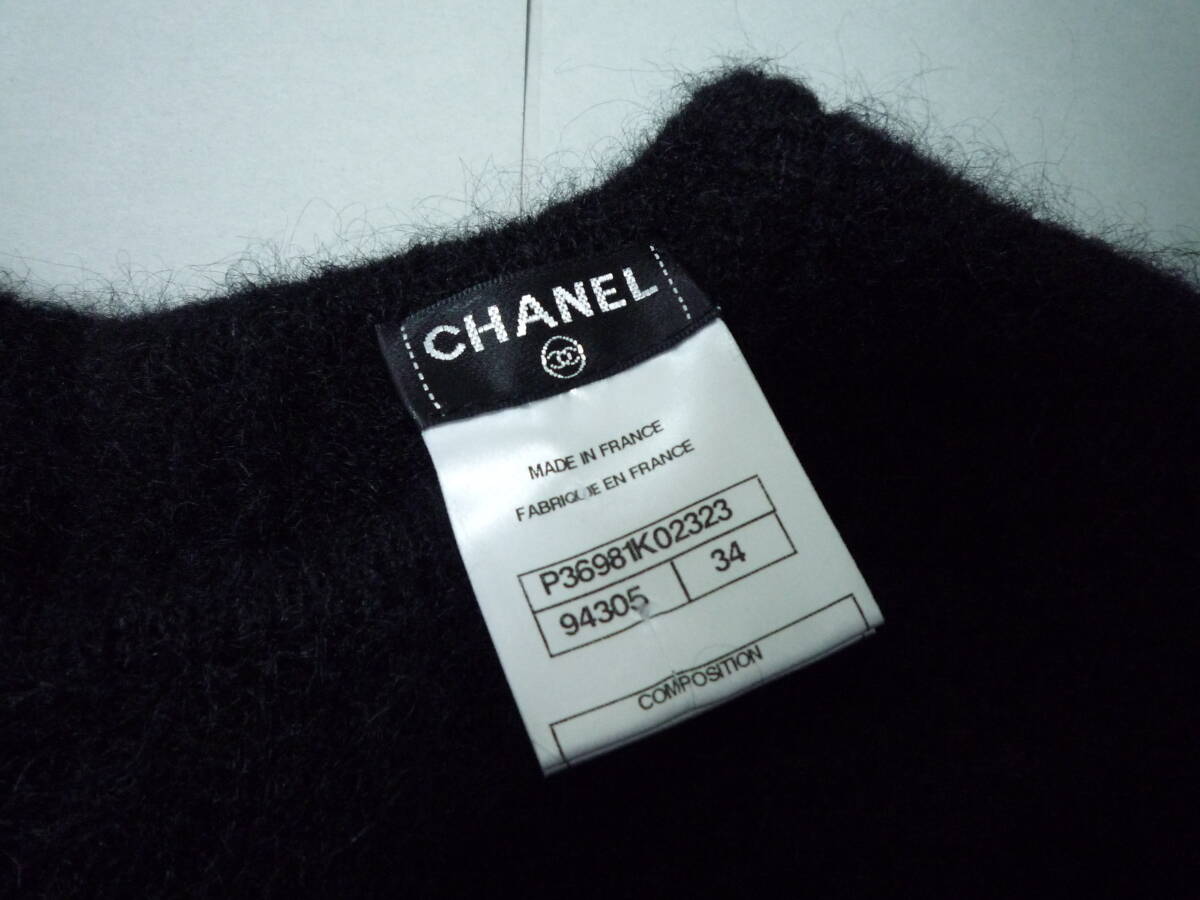 CHANEL
MADE IN FRANCE
FABRIQUE EN FRANCE
P36981K02323
94305 34
COMPOSITION